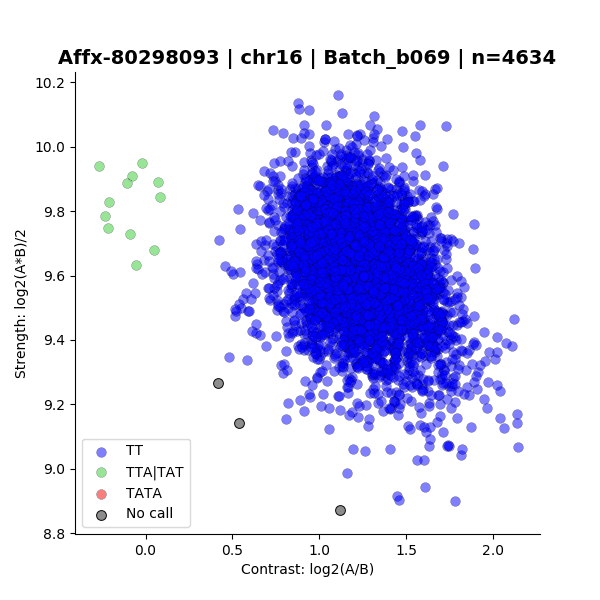 Affx-80298093 | chr16 | Batch_b069 | n=4634
10.2
10.0
9.8
9.6
9.4
9.2
9.0
8.8
Strength: log2(A*B)/2
TT
TTA|TAT
TATA
No call
0.0 0.5 1.0 1.5 2.0
Contrast: log2(A/B)